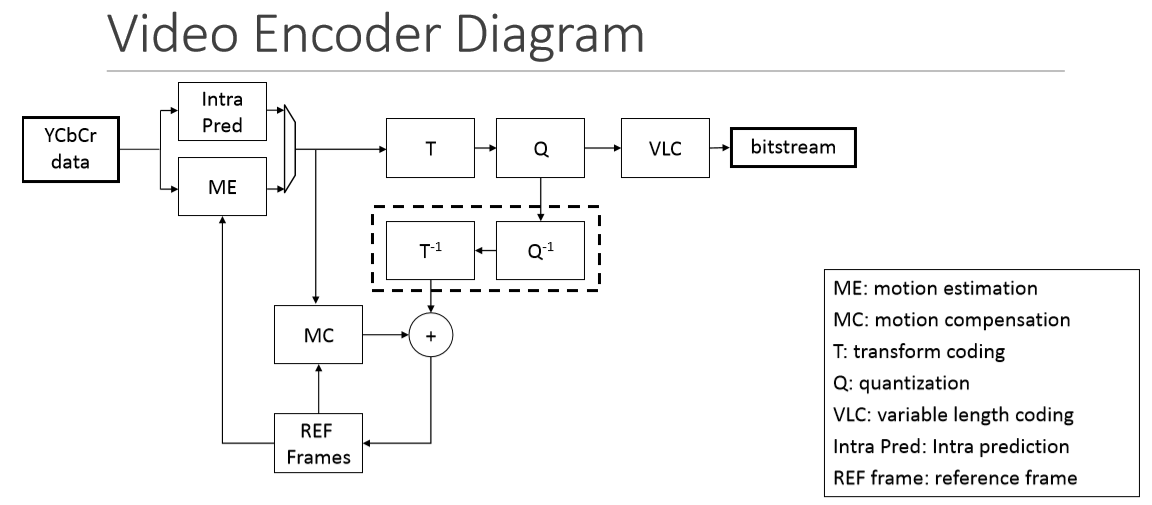 Video Encoder Diagram
YCbCr
data
Intra
Pred
ME
T
Q
VLC
bitstream
T-1
Q-1
MC
+
REF
Frames
ME: motion estimation
MC: motion compensation
T: transform coding
Q: quantization
VLC: variable length coding
Intra Pred: Intra prediction
REF frame: reference frame